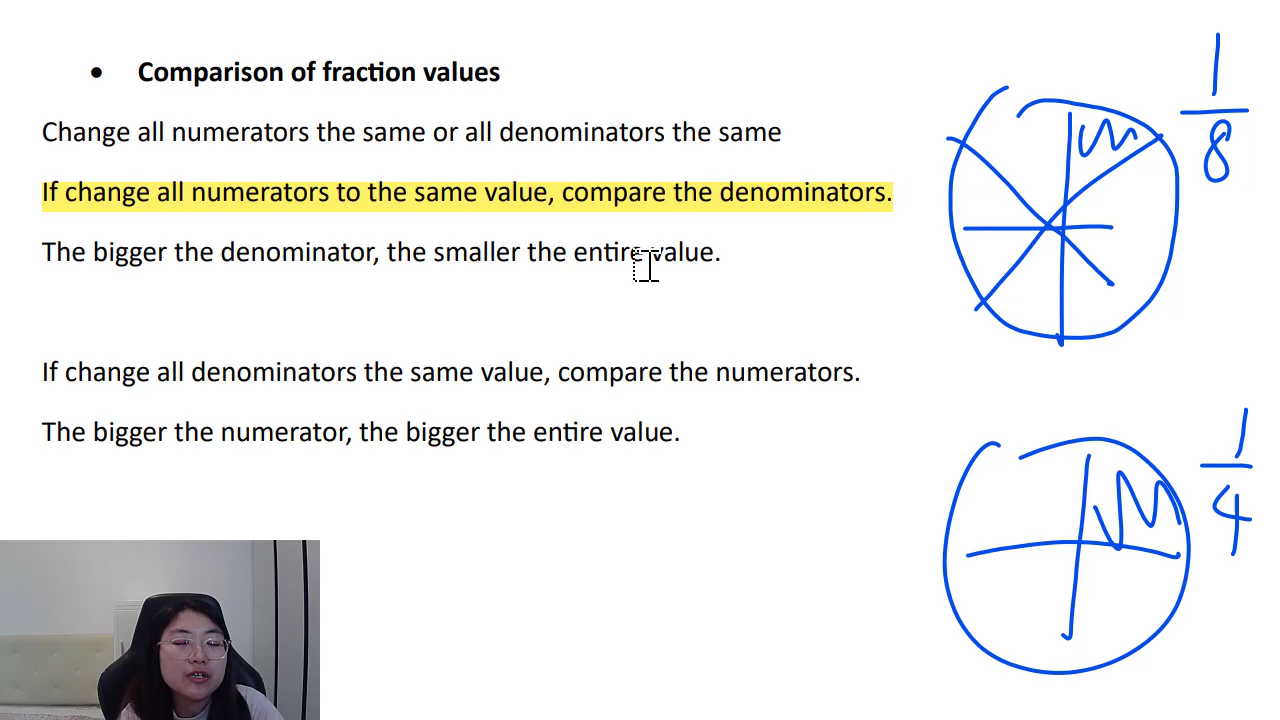 • Comparison of fraction values
Change all numerators the same or all denominators the same
If change all numerators to the same value, compare the denominators.
The bigger the denominator, the smaller the entire value.
If change all denominators the same value, compare the numerators.
The bigger the numerator, the bigger the entire value.
1
8
1
4